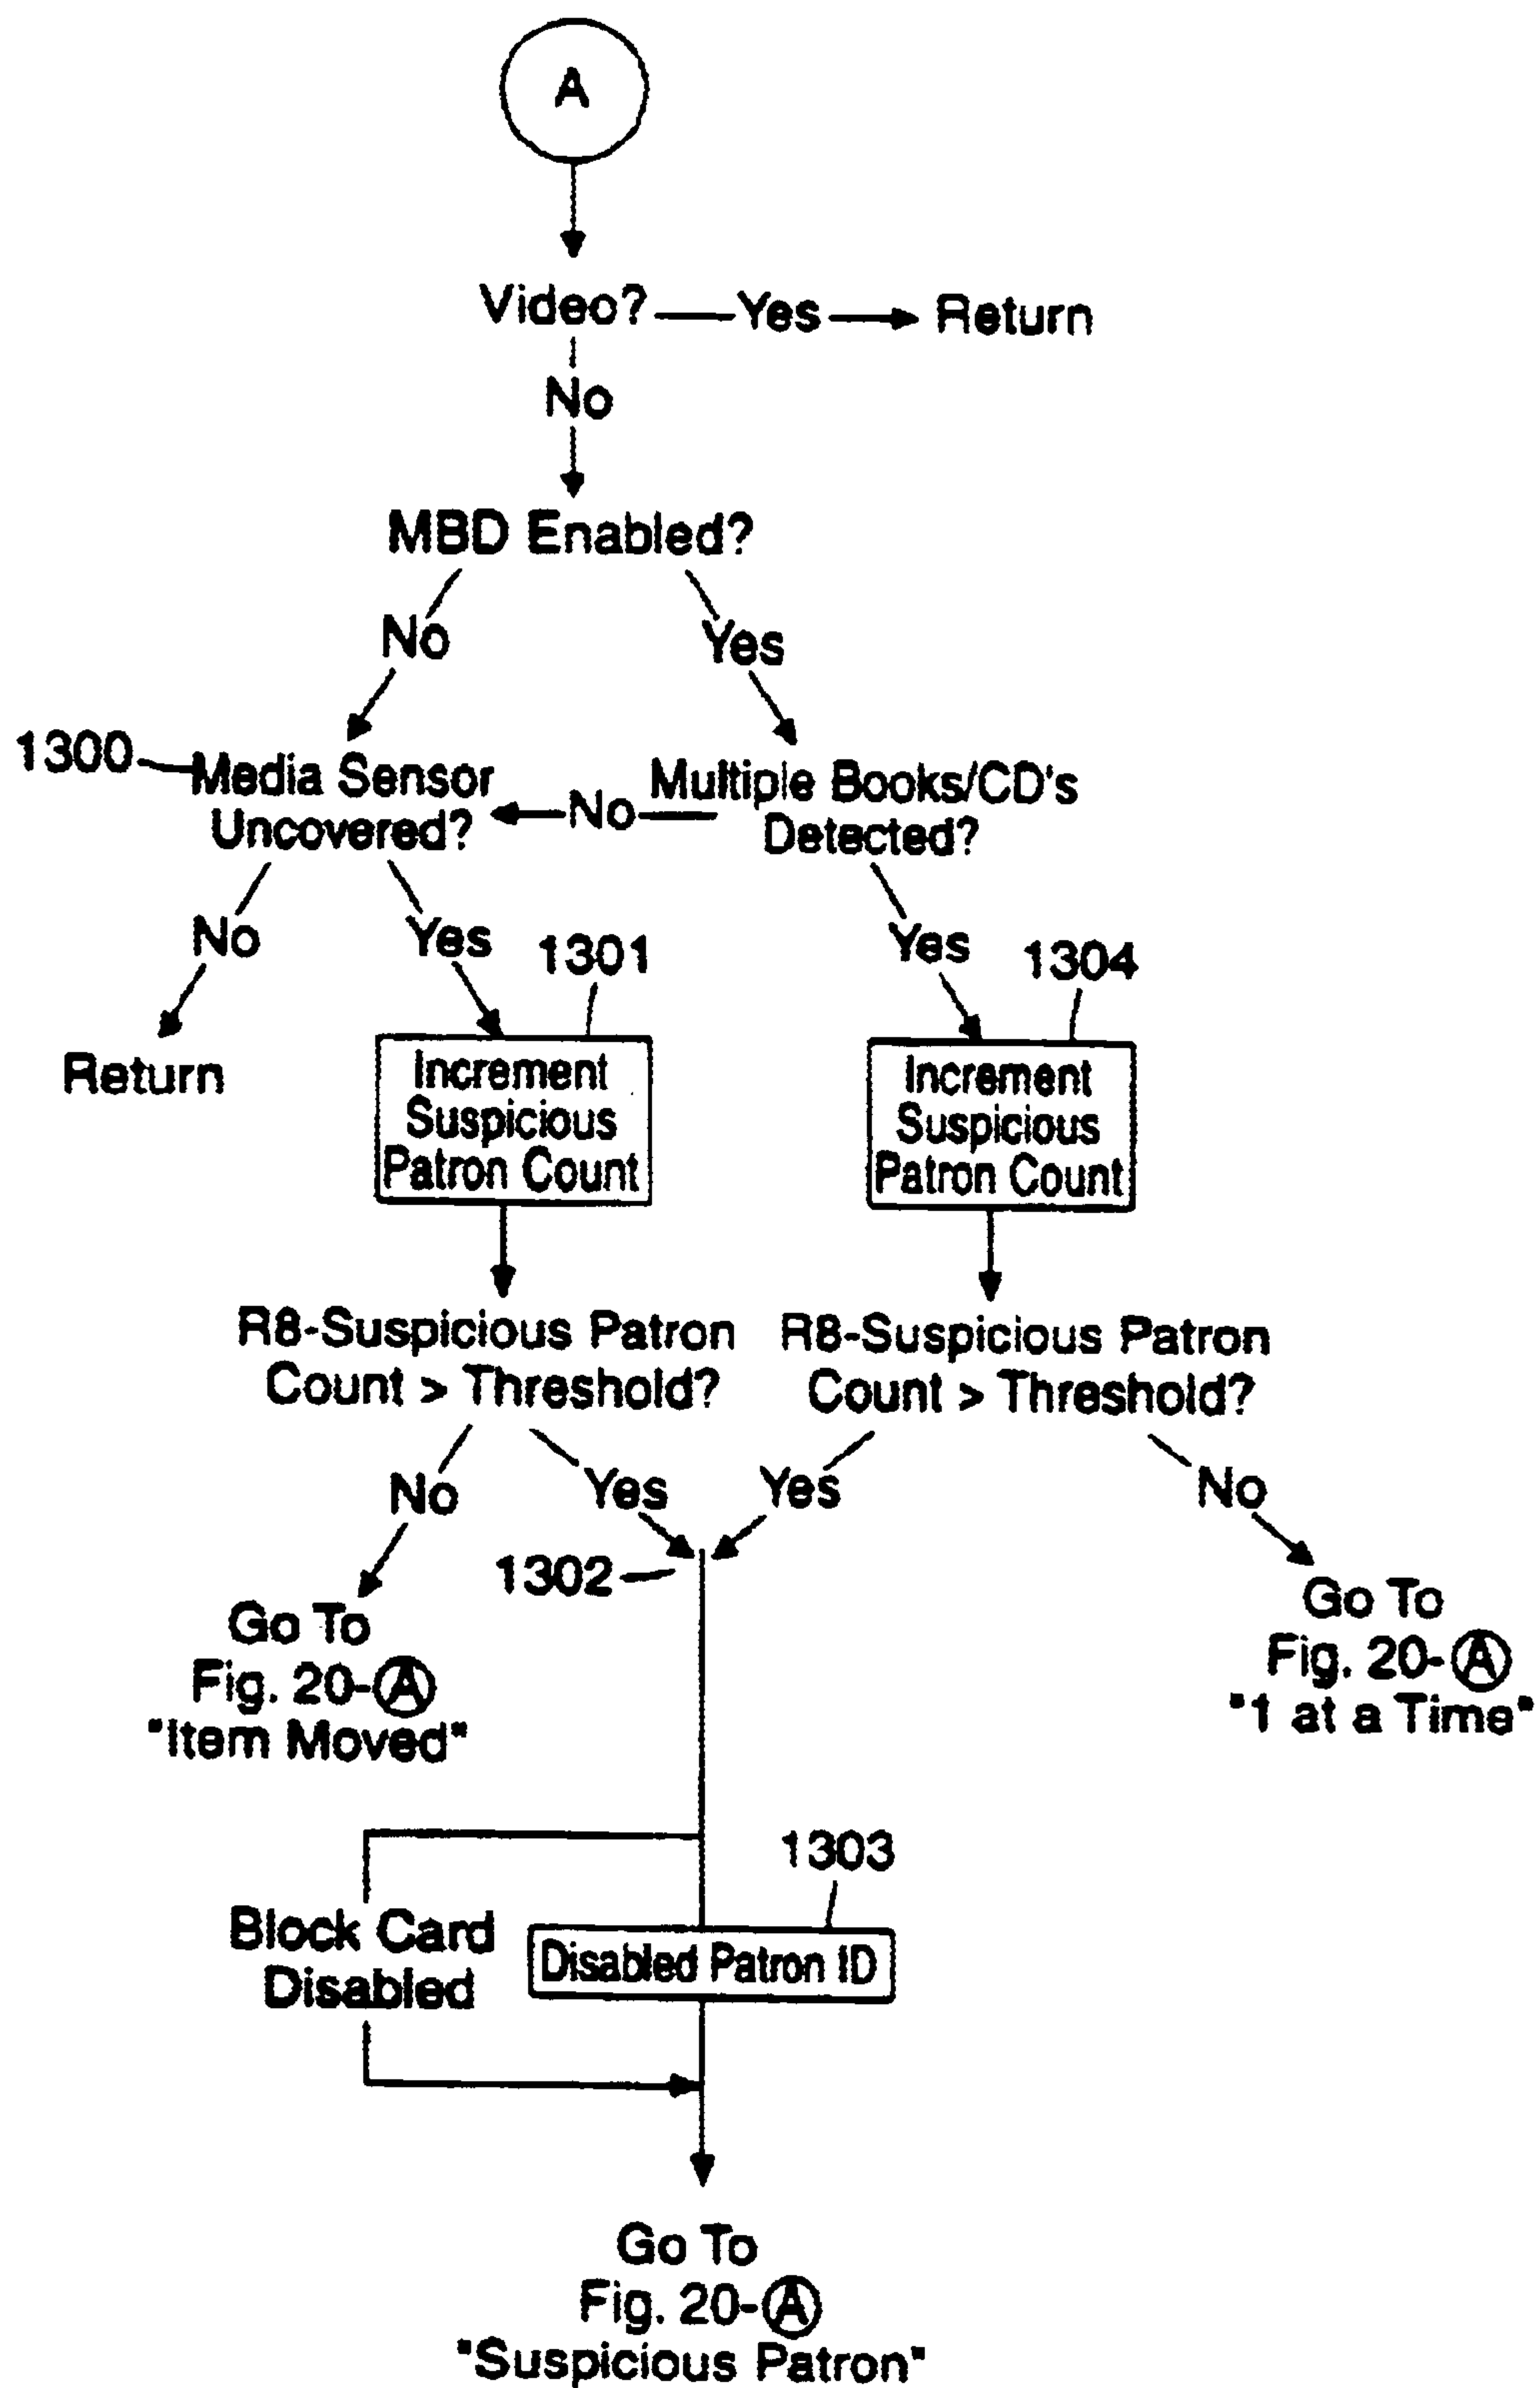 A
Video? Yes Return
No
MBD Enabled?
No Yes
1300 Media Sensor
Uncovered?
No
Multiple Books/CD's
Detected?
No Yes 1301
Yes 1304
Return
Increment
Suspicious
Patron Count
Increment
Suspicious
Patron Count
R8-Suspicious Patron
Count > Threshold?
R8-Suspicious Patron
Count > Threshold?
No Yes Yes No
1302
Go To
Fig. 20-A
"Item Moved"
Go To
Fig. 20-A
"1 at a Time"
1303
Block Card
Disabled
Disabled Patron ID
Go To
Fig. 20-A
"Suspicious Patron"